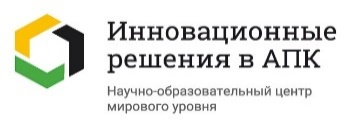 Инновационные
решения в АПК
Научно-образовательный центр
мирового уровня